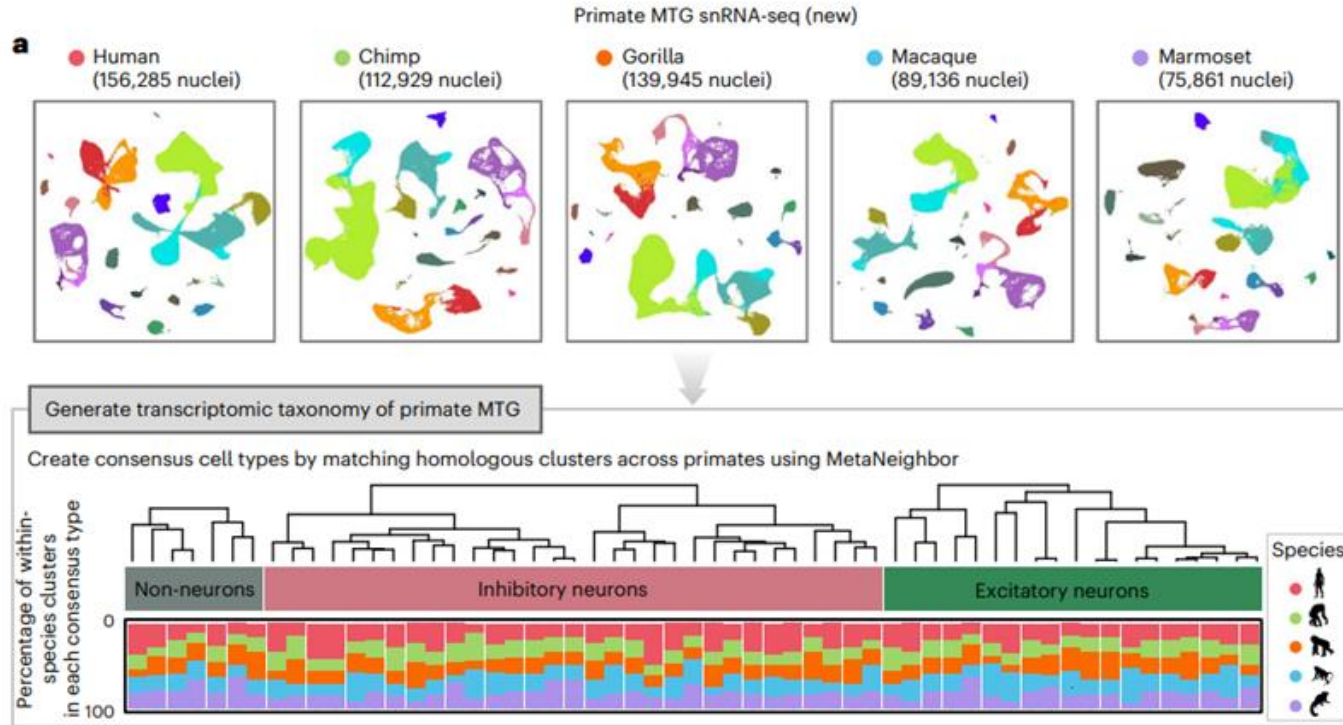 Primate MTG snRNA-seq (new)
a
Human
(156,285 nuclei)
Chimp
(112,929 nuclei)
Gorilla
(139,945 nuclei)
Macaque
(89,136 nuclei)
Marmoset
(75,861 nuclei)
Generate transcriptomic taxonomy of primate MTG
Create consensus cell types by matching homologous clusters across primates using MetaNeighbor
Percentage of within-
species clusters
in each consensus type
Non-neurons
Inhibitory neurons
Excitatory neurons
0
100
Species